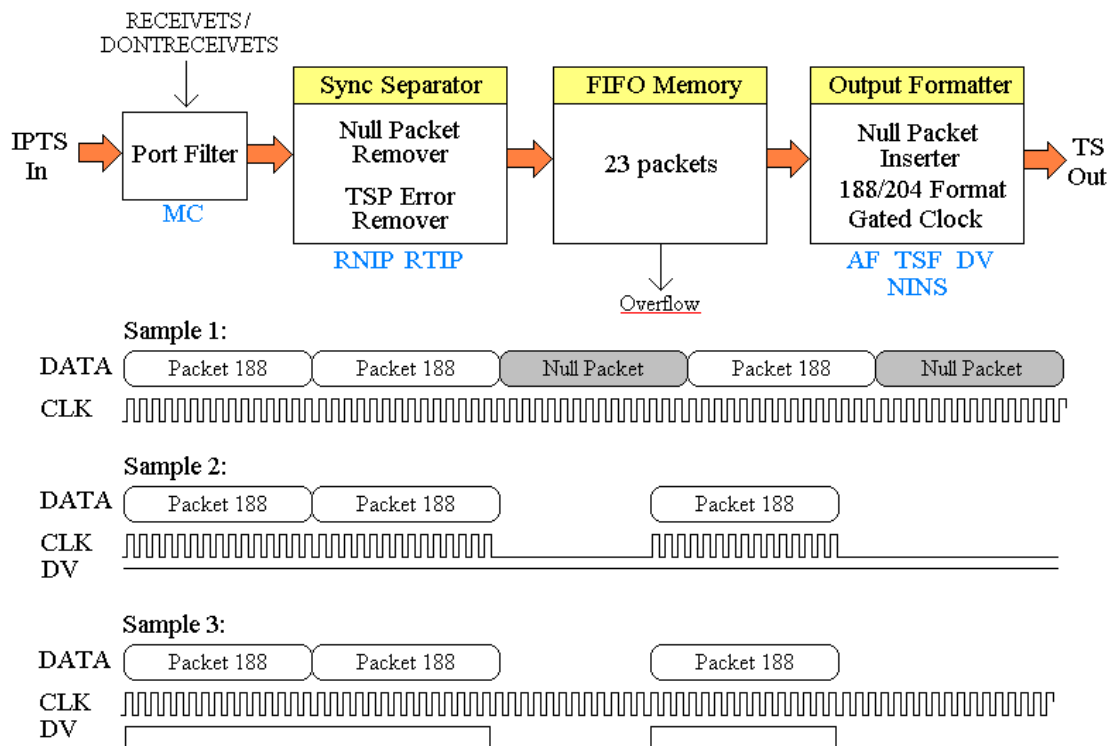 RECEIVETS/
DONTRECEIVETS
IPTS
In
Port Filter
MC
Sync Separator
Null Packet
Remover
TSP Error
Remover
RNIP RTIP
FIFO Memory
23 packets
Overflow
Output Formatter
Null Packet
Inserter
188/204 Format
Gated Clock
AF TSF DV
NINS
TS
Out
Sample 1:
DATA Packet 188 Packet 188 Null Packet Packet 188 Null Packet
CLK
Sample 2:
DATA Packet 188 Packet 188 Packet 188
CLK
DV
Sample 3:
DATA Packet 188 Packet 188 Packet 188
CLK
DV